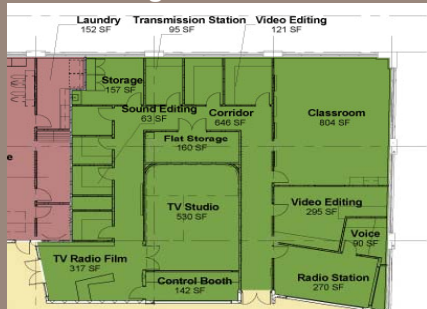 Laundry
152 SF
Transmission Station
95 SF
Video Editing
121 SF
Storage
157 SF
Sound Editing
63 SF
Corridor
646 SF
Classroom
804 SF
Flat Storage
160 SF
TV Studio
530 SF
Video Editing
295 SF
Voice
90 SF
TV Radio Film
317 SF
Control Booth
142 SF
Radio Station
270 SF